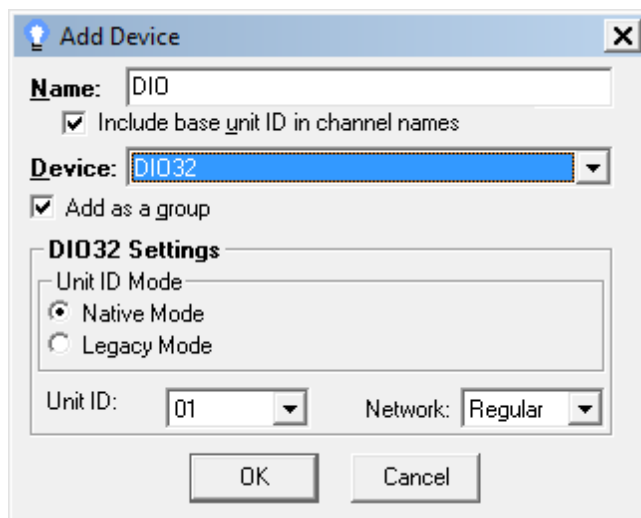 Add Device
Name: DIO
Include base unit ID in channel names
Device: DIO32
Add as a group
DIO32 Settings
Unit ID Mode
Native Mode
Legacy Mode
Unit ID: 01 Network: Regular
OK Cancel